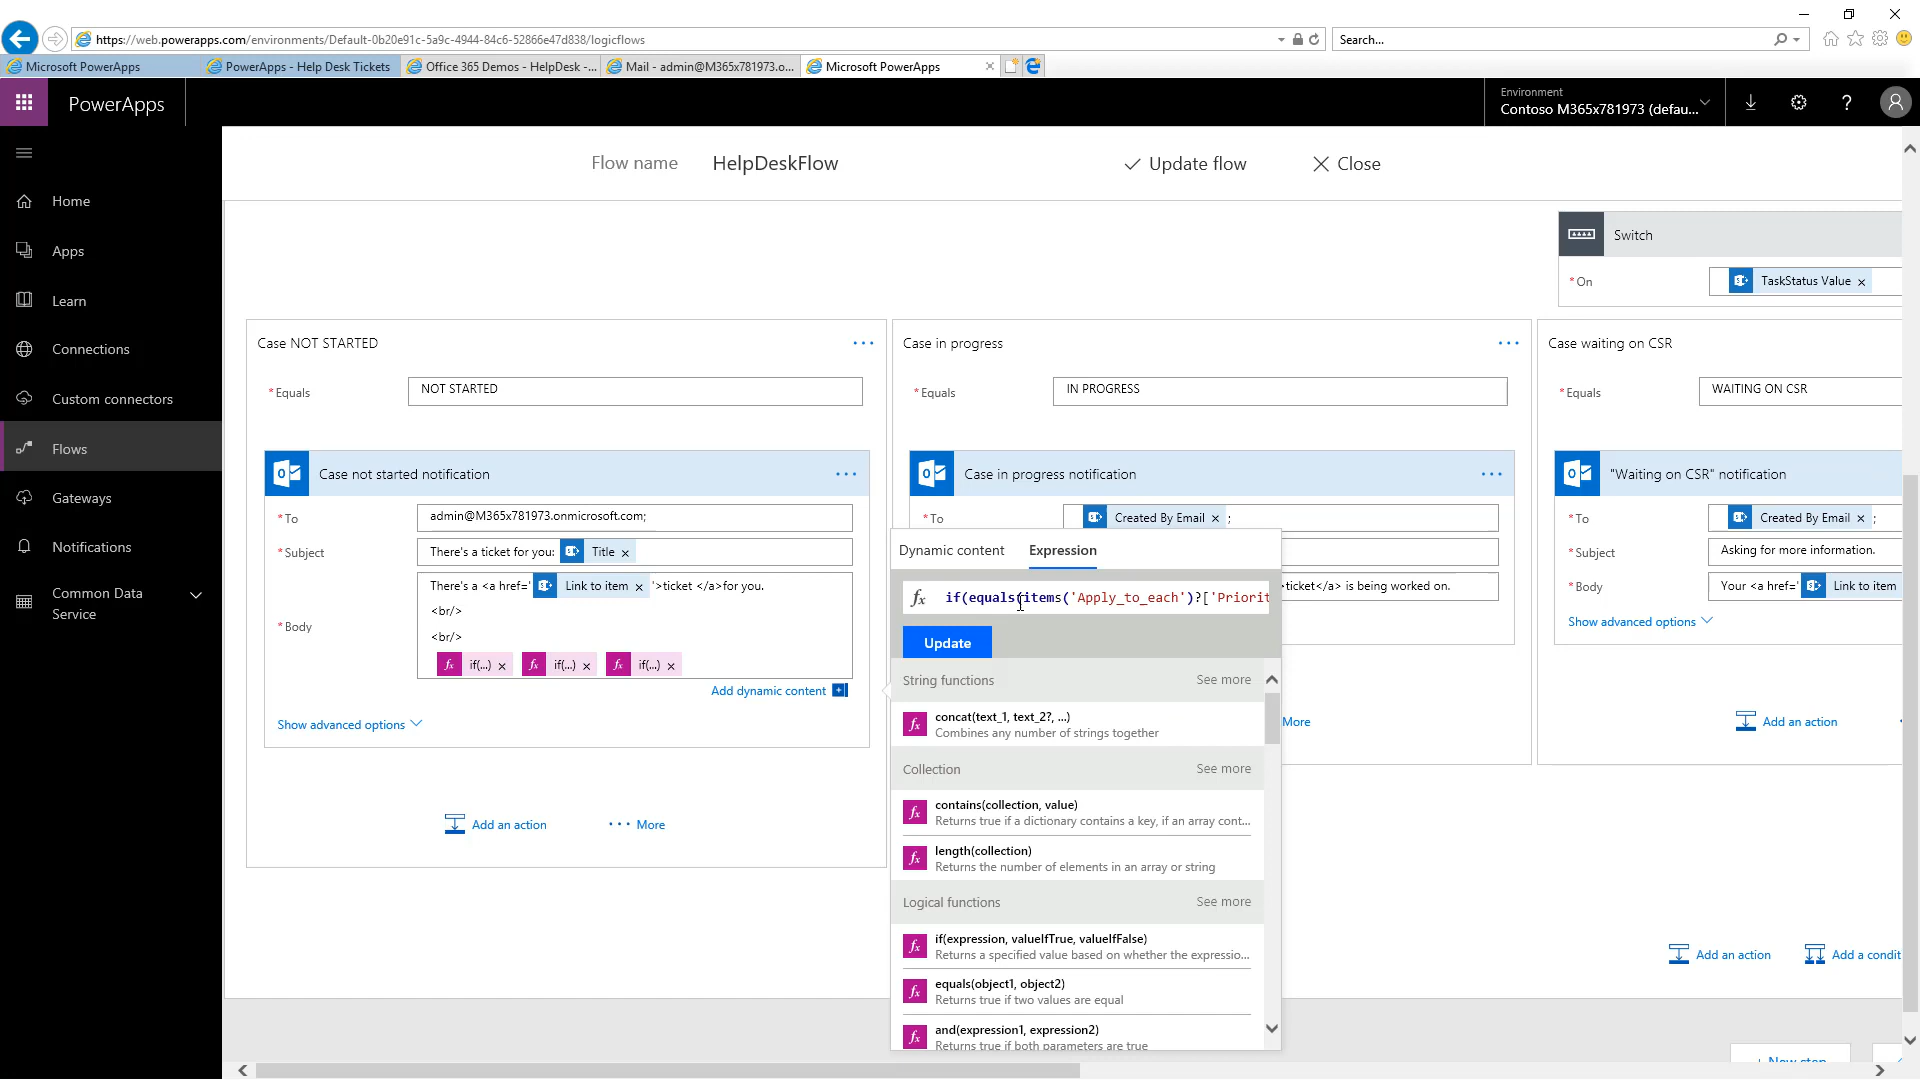 https://web.powerapps.com/environments/Default-0b20e91c-5a9c-4944-84c6-52866e47d838/logicflows
Search...
Microsoft PowerApps
PowerApps - Help Desk Tickets
Office 365 Demos - HelpDesk -...
Mail - admin@M365x781973.o...
Microsoft PowerApps
PowerApps
Environment
Contoso M365x781973 (defau...
?
Flow name
HelpDeskFlow
Update flow
Close
Home
Apps
Learn
Connections
Custom connectors
Flows
Gateways
Notifications
Common Data
Service
Switch
* On
TaskStatus Value x
Case NOT STARTED
* Equals
NOT STARTED
Case not started notification
* To
admin@M365x781973.onmicrosoft.com;
* Subject
There's a ticket for you: Title x
* Body
There's a <a href=' Link to item x '>ticket </a>for you.
<br/>
<br/>
fx if(...) x fx if(...) x fx if(...) x
Add dynamic content
Show advanced options
Add an action
... More
Case in progress
* Equals
IN PROGRESS
Case in progress notification
* To
Created By Email x ;
>ticket</a> is being worked on.
More
Dynamic content
Expression
fx if(equals(items('Apply_to_each')?['Priorit
Update
String functions
See more
fx concat(text_1, text_2?, ...)
Combines any number of strings together
Collection
See more
fx contains(collection, value)
Returns true if a dictionary contains a key, if an array cont...
fx length(collection)
Returns the number of elements in an array or string
Logical functions
See more
fx if(expression, valueIfTrue, valueIfFalse)
Returns a specified value based on whether the expressio...
fx equals(object1, object2)
Returns true if two values are equal
fx and(expression1, expression2)
Returns true if both parameters are true
Case waiting on CSR
* Equals
WAITING ON CSR
"Waiting on CSR" notification
* To
Created By Email x ;
* Subject
Asking for more information.
* Body
Your <a href=' Link to item
Show advanced options
Add an action
Add an action
Add a condit
+ New step